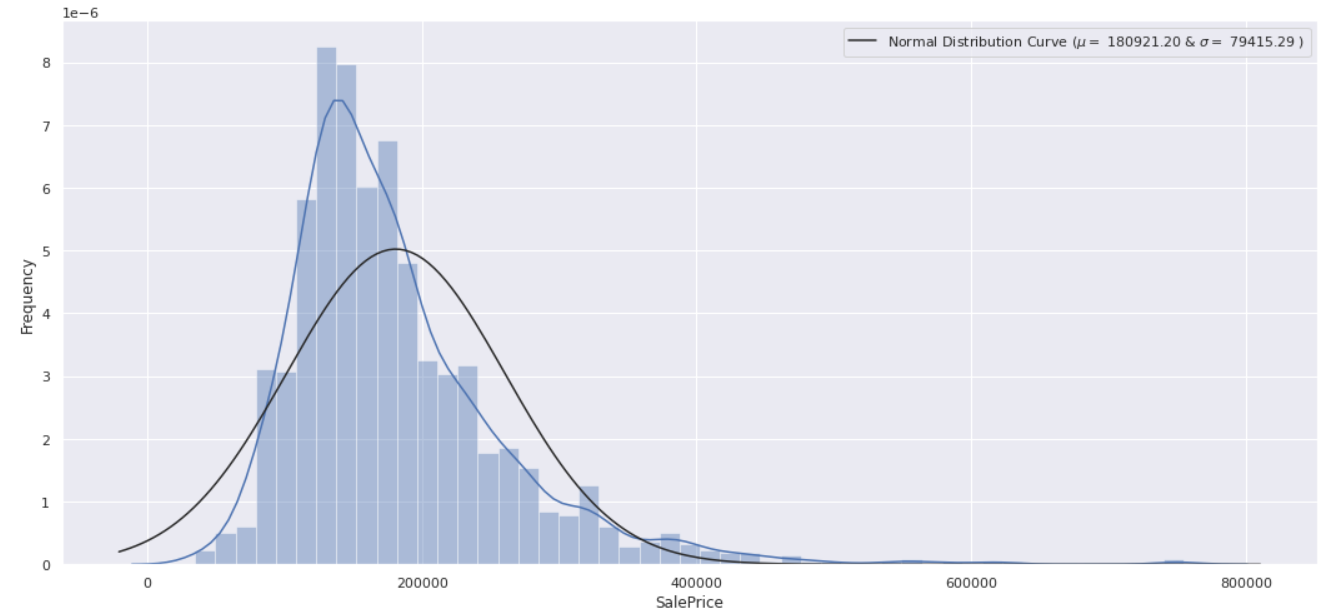 1e−6
Normal Distribution Curve (μ = 180921.20 & σ = 79415.29 )
8
7
6
5
4
3
2
1
0
Frequency
0 200000 400000 600000 800000
SalePrice